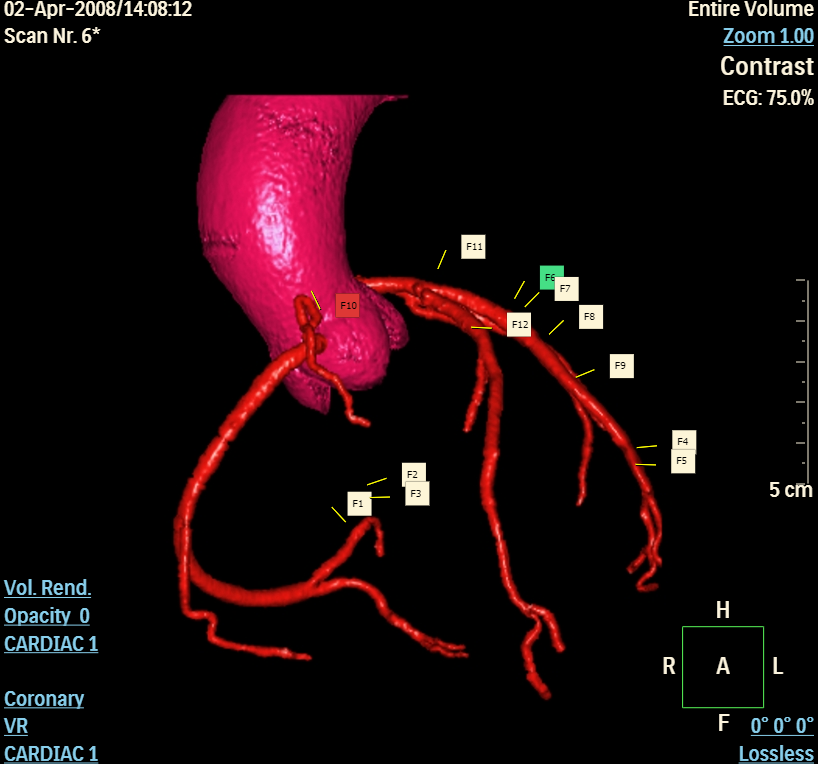 02-Apr-2008/14:08:12
Scan Nr. 6*
Entire Volume
Zoom 1.00
Contrast
ECG: 75.0%
F11
F6
F7
F10
F8
F12
F9
F4
F5
F2
F3
F1
5 cm
Vol. Rend.
Opacity 0
CARDIAC 1
Coronary
VR
CARDIAC 1
H
R A L
F
0° 0° 0°
Lossless